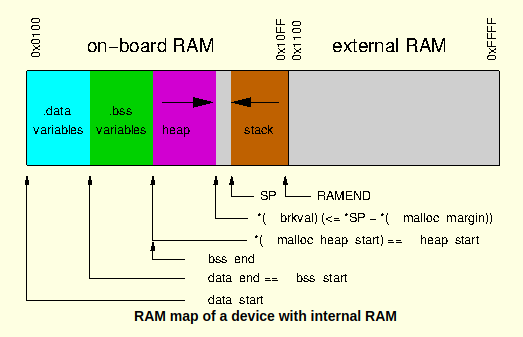 0x0100
on-board RAM
0x10FF
0x1100
external RAM
0xFFFF
.data
variables
.bss
variables
heap
stack
SP
RAMEND
*( brkval) (<= *SP - *( malloc margin))
*( malloc heap start) == heap start
bss end
data end == bss start
data start
RAM map of a device with internal RAM